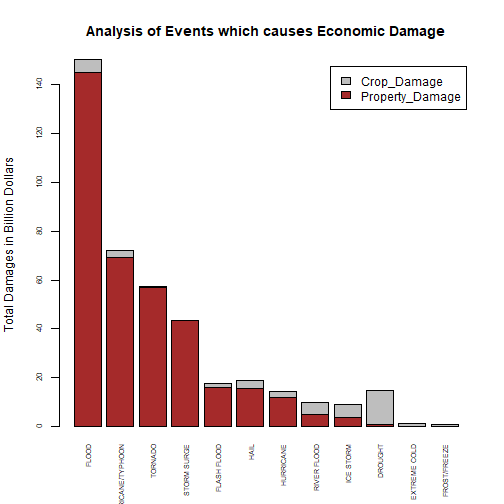 Analysis of Events which causes Economic Damage
Crop_Damage
Property_Damage
Total Damages in Billion Dollars
0
20
40
60
80
100
120
140
FLOOD
RICANE/TYPHOON
TORNADO
STORM SURGE
FLASH FLOOD
HAIL
HURRICANE
RIVER FLOOD
ICE STORM
DROUGHT
EXTREME COLD
FROST/FREEZE